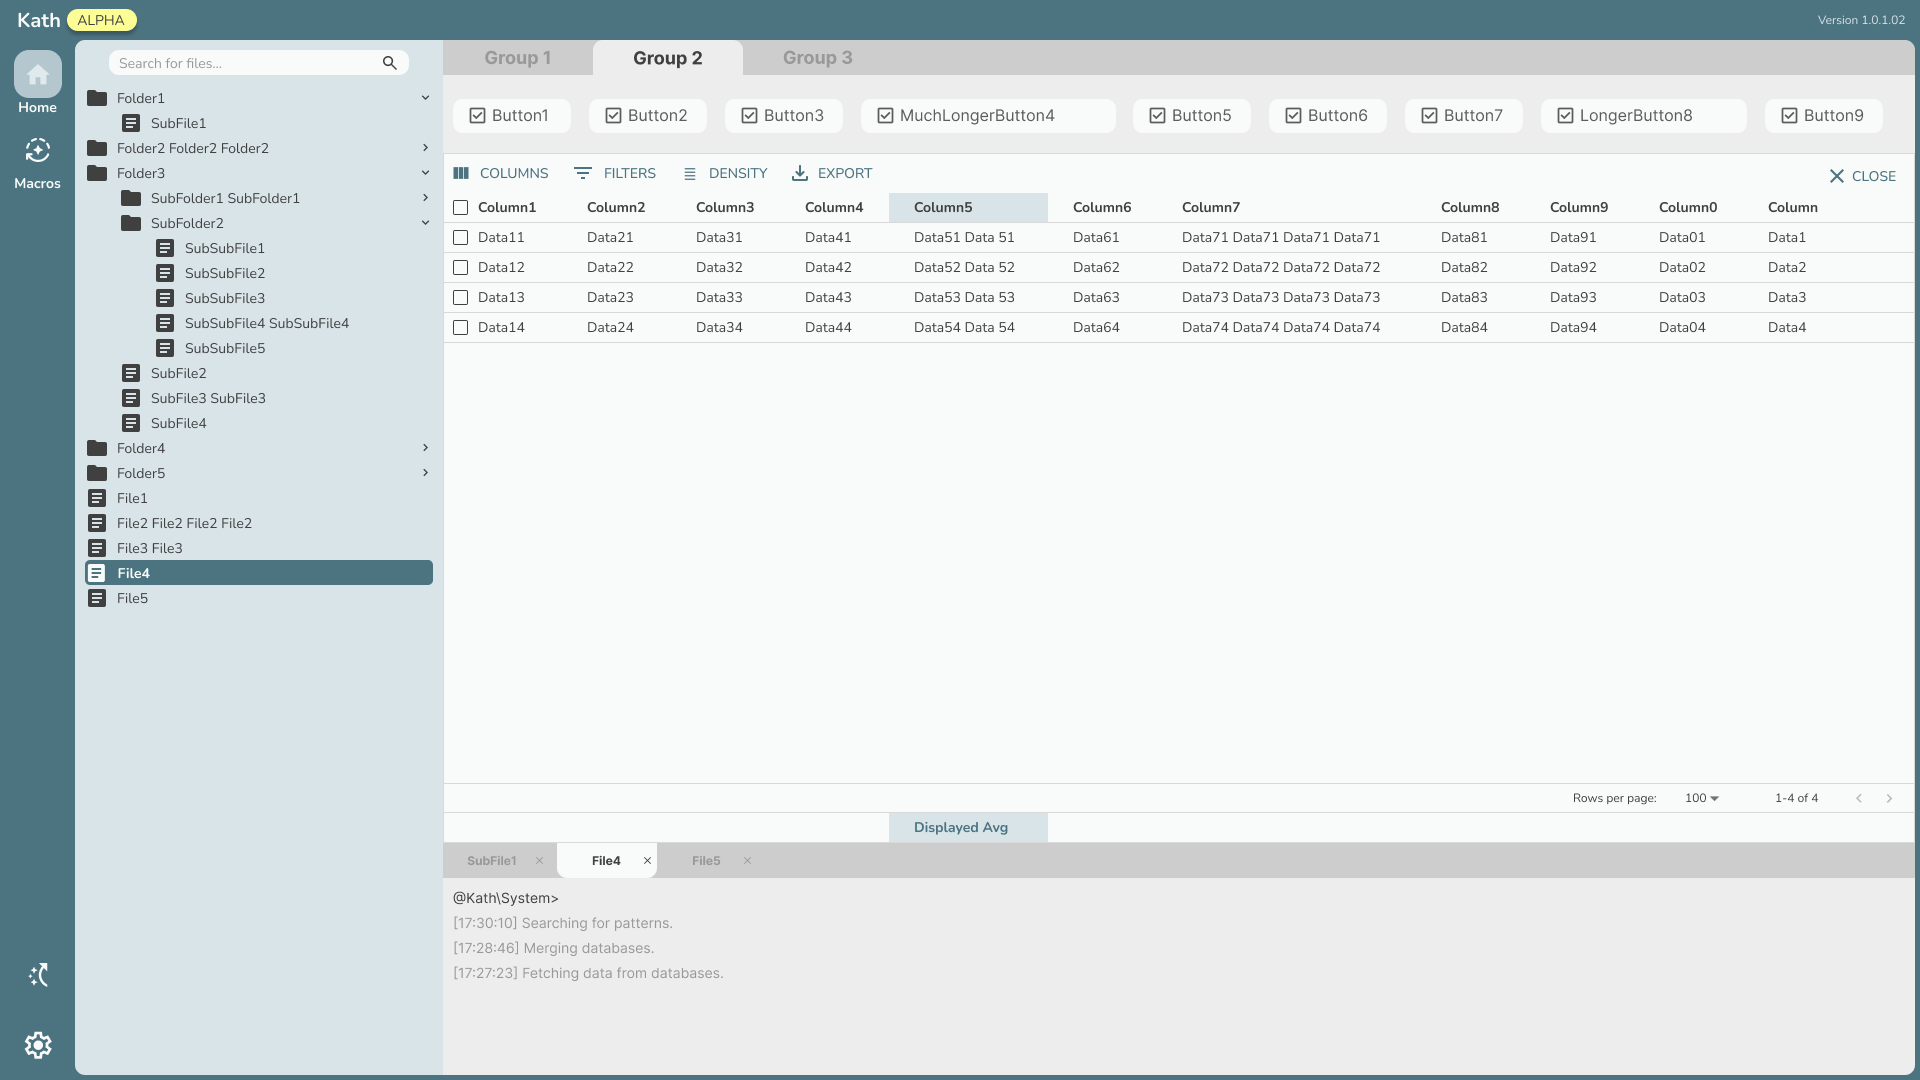 Kath ALPHA
Version 1.0.1.02
Home
Macros
Search for files...
Folder1
SubFile1
Folder2 Folder2 Folder2
Folder3
SubFolder1 SubFolder1
SubFolder2
SubSubFile1
SubSubFile2
SubSubFile3
SubSubFile4 SubSubFile4
SubSubFile5
SubFile2
SubFile3 SubFile3
SubFile4
Folder4
Folder5
File1
File2 File2 File2 File2
File3 File3
File4
File5
Group 1 Group 2 Group 3
Button1 Button2 Button3 MuchLongerButton4 Button5 Button6 Button7 LongerButton8 Button9
COLUMNS FILTERS DENSITY EXPORT CLOSE
Column1 Column2 Column3 Column4 Column5 Column6 Column7 Column8 Column9 Column0 Column
Data11 Data21 Data31 Data41 Data51 Data 51 Data61 Data71 Data71 Data71 Data71 Data81 Data91 Data01 Data1
Data12 Data22 Data32 Data42 Data52 Data 52 Data62 Data72 Data72 Data72 Data72 Data82 Data92 Data02 Data2
Data13 Data23 Data33 Data43 Data53 Data 53 Data63 Data73 Data73 Data73 Data73 Data83 Data93 Data03 Data3
Data14 Data24 Data34 Data44 Data54 Data 54 Data64 Data74 Data74 Data74 Data74 Data84 Data94 Data04 Data4
Rows per page: 100 1-4 of 4
Displayed Avg
SubFile1 File4 File5
@Kath\System>
[17:30:10] Searching for patterns.
[17:28:46] Merging databases.
[17:27:23] Fetching data from databases.